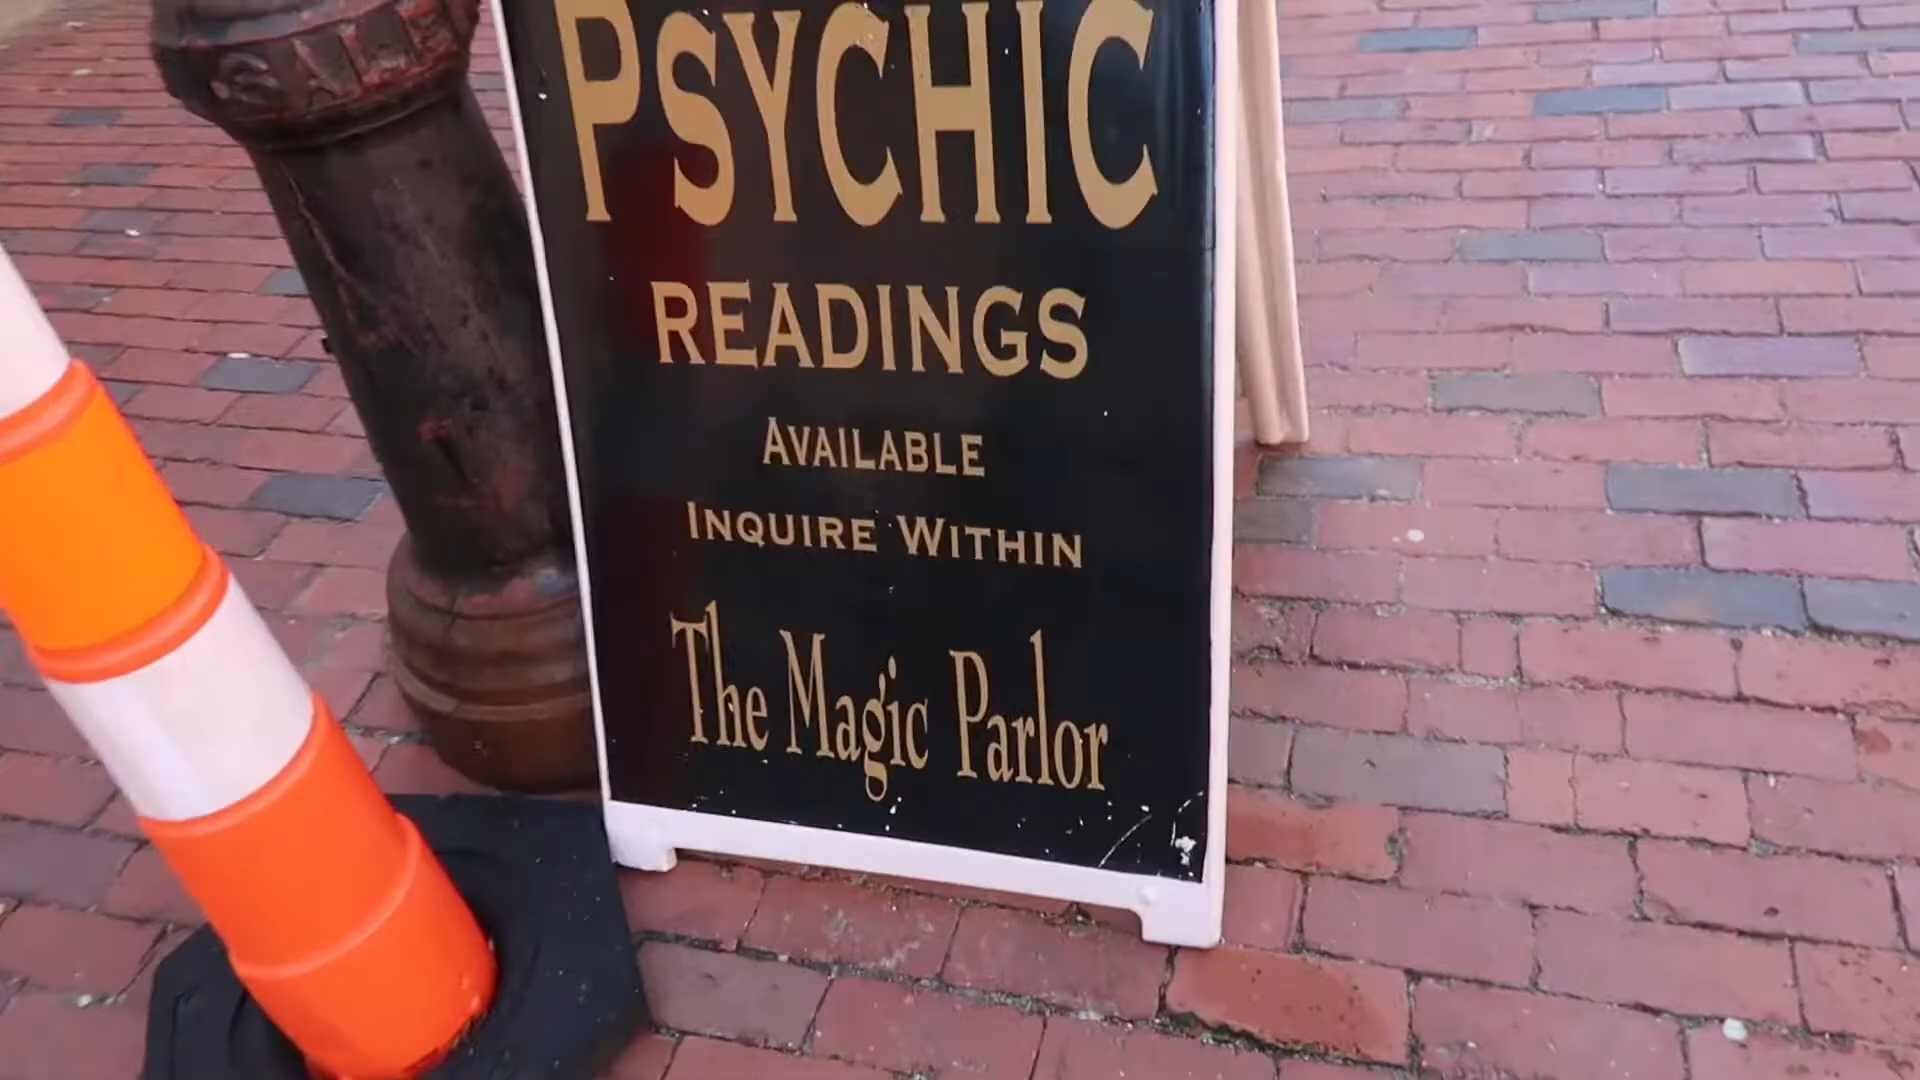 PSYCHIC
READINGS
AVAILABLE
INQUIRE WITHIN
The Magic Parlor